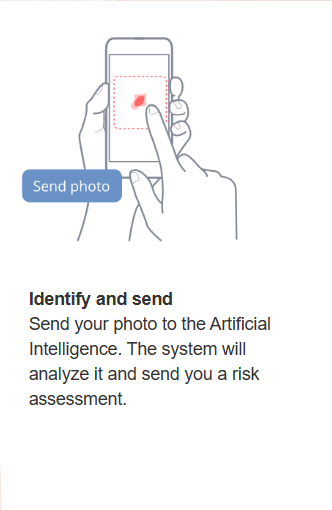 Send photo
Identify and send
Send your photo to the Artificial
Intelligence. The system will
analyze it and send you a risk
assessment.